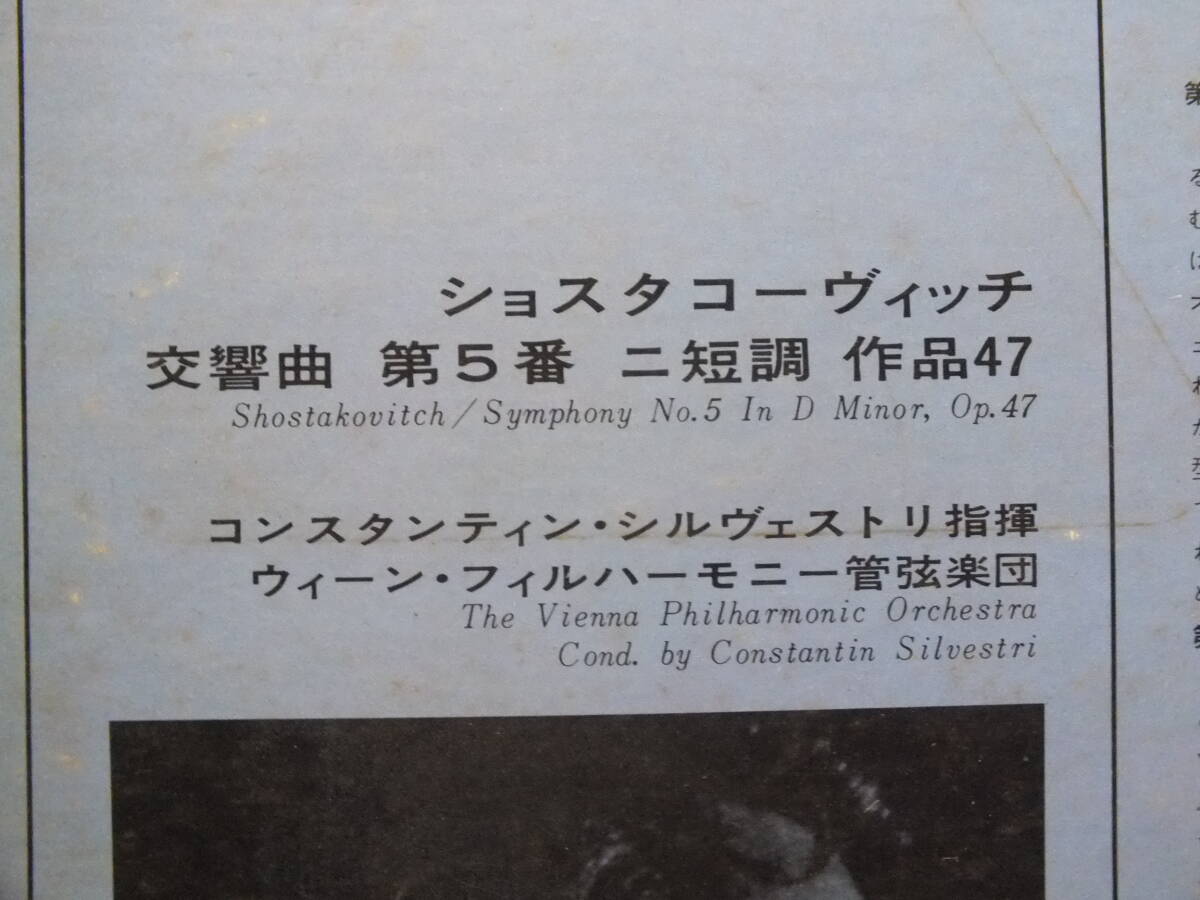 ショスタコーヴィッチ
交響曲 第5番 ニ短調 作品47
Shostakovitch/Symphony No.5 In D Minor, Op.47
コンスタンティン・シルヴェストリ指揮
ウィーン・フィルハーモニー管弦楽団
The Vienna Philharmonic Orchestra
Cond. by Constantin Silvestri
第
る
む